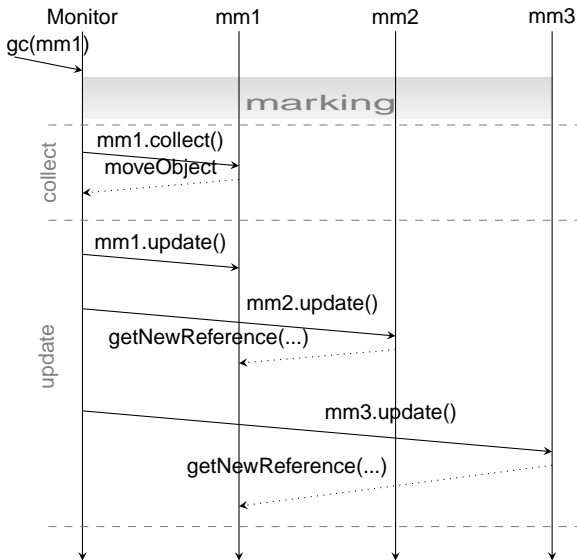 Monitor mm1 mm2 mm3
gc(mm1)
marking
collect
mm1.collect()
moveObject
update
mm1.update()
mm2.update()
getNewReference(...)
mm3.update()
getNewReference(...)